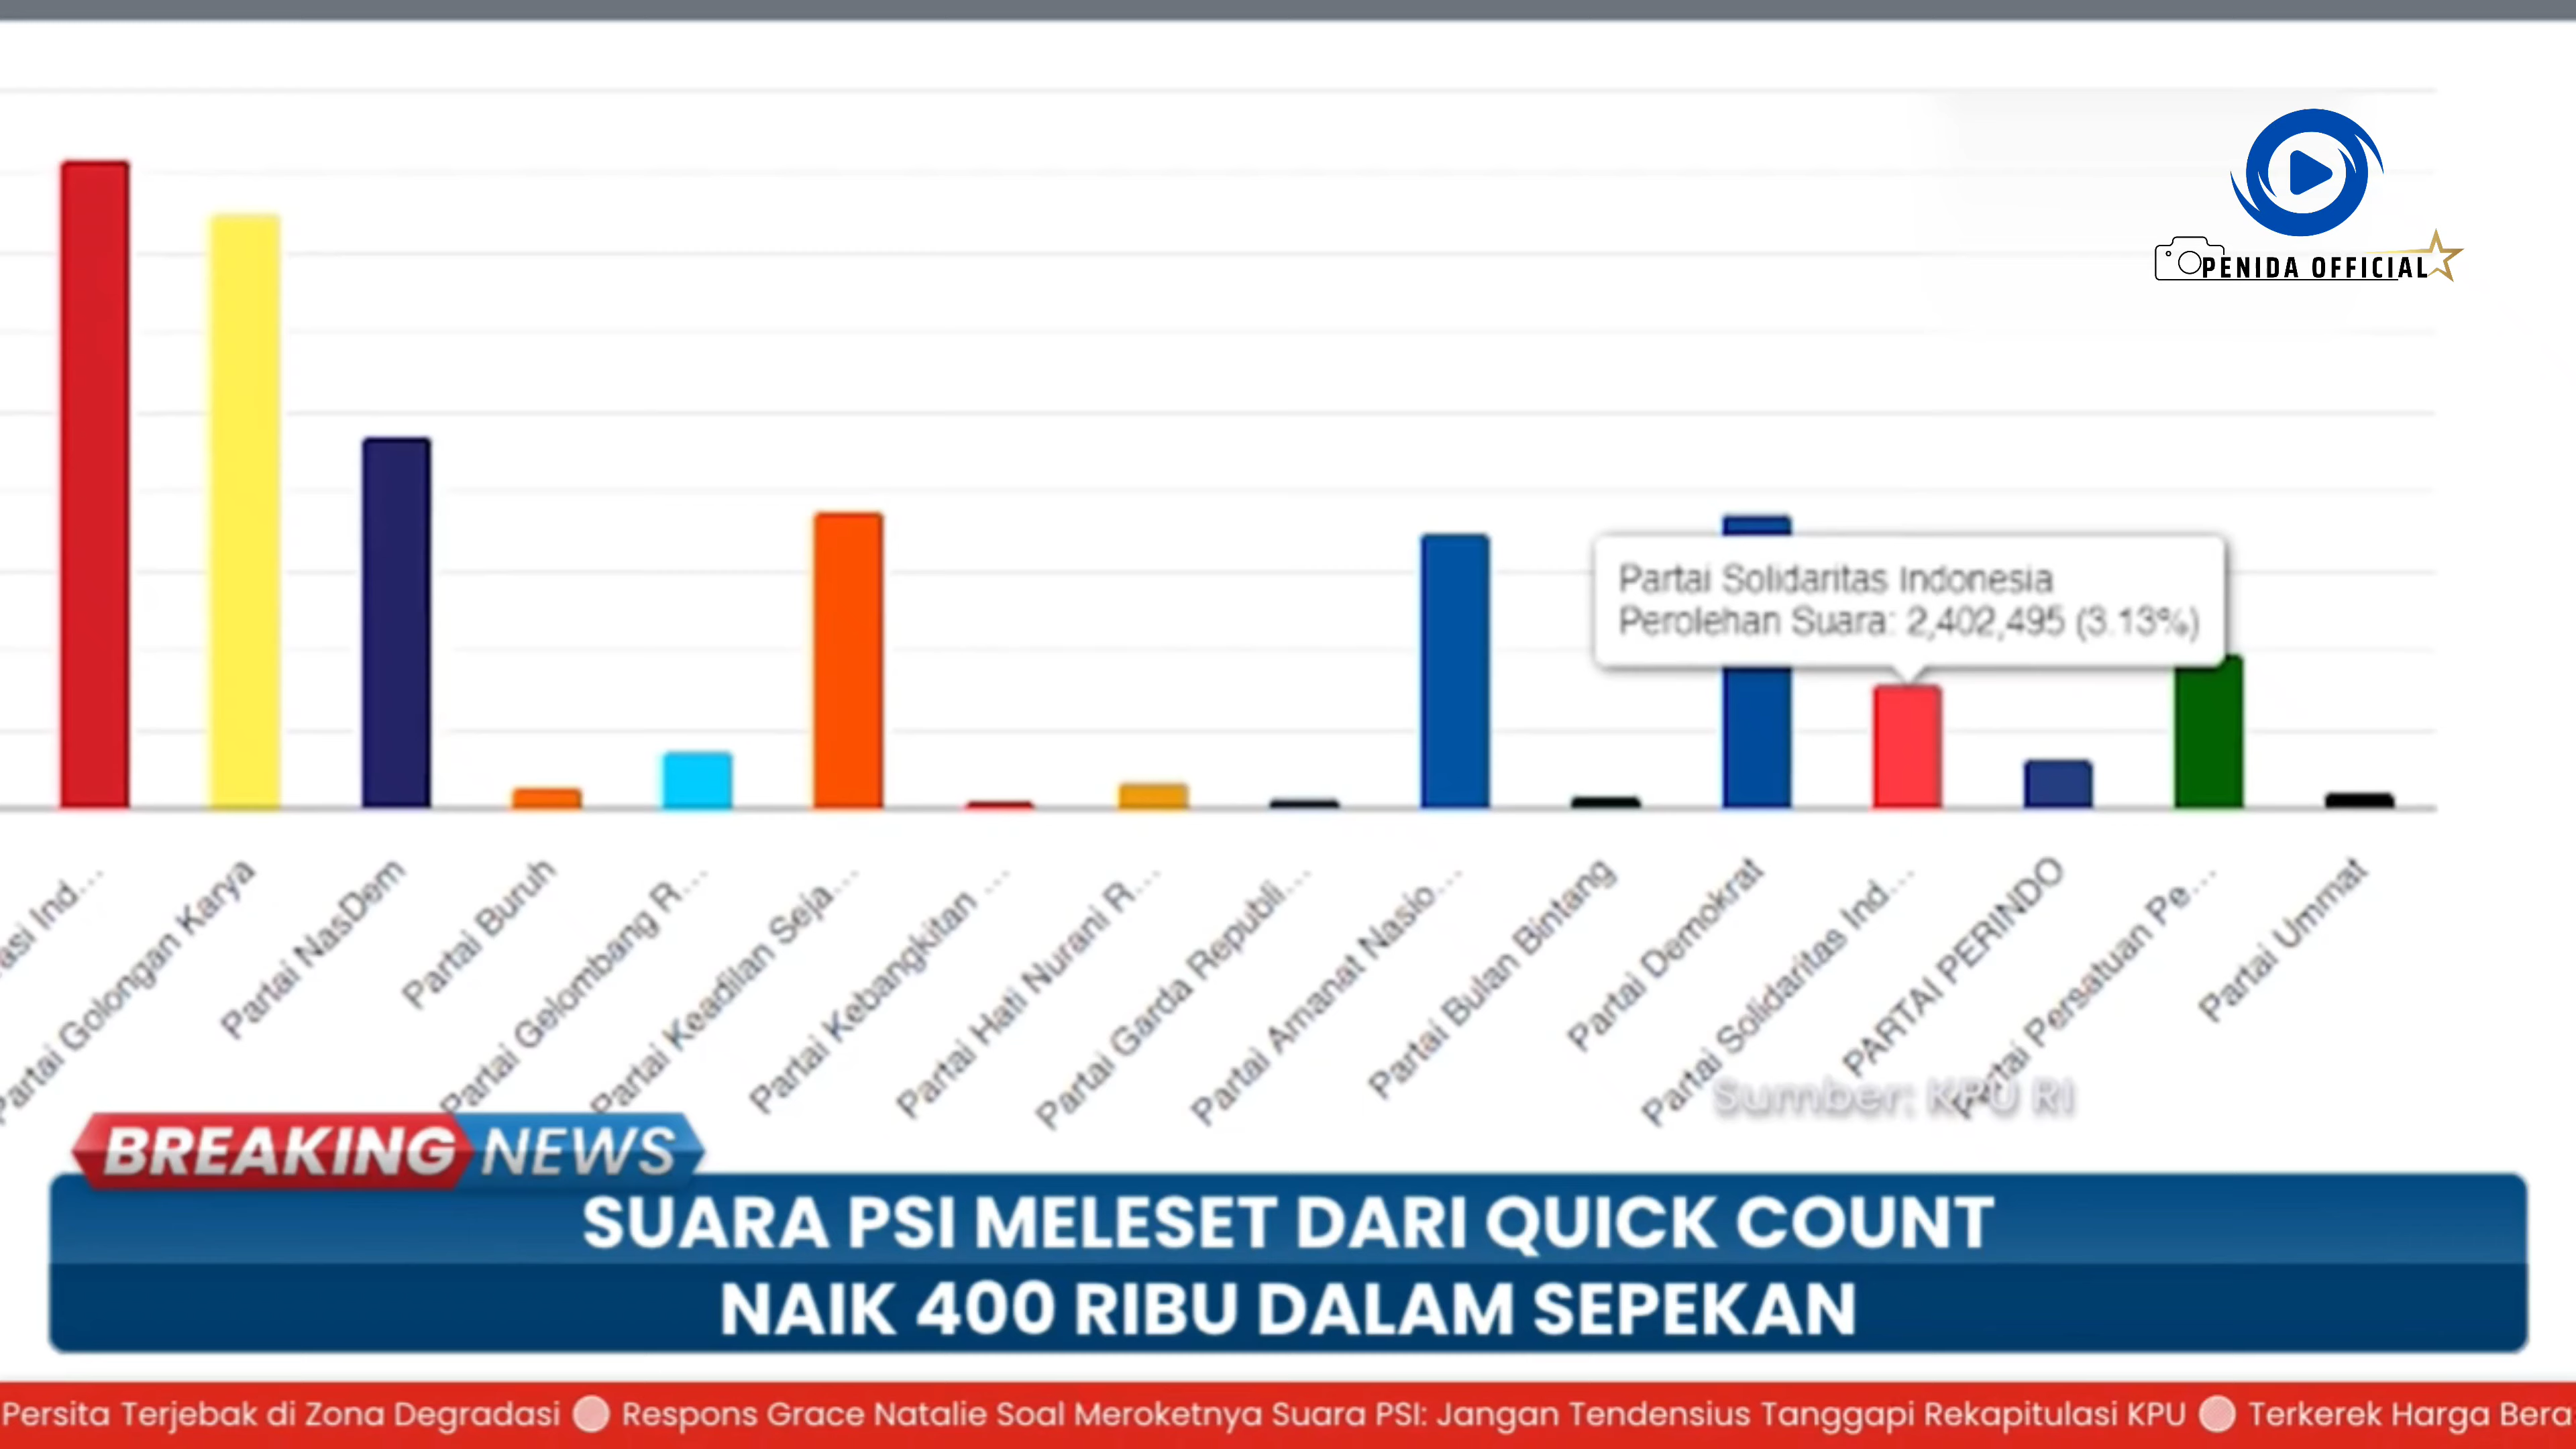 PENIDA OFFICIAL
Partai Solidaritas Indonesia
Perolehan Suara: 2,402,495 (3.13%)
asi Ind...
Partai Golongan Karya
Partai NasDem
Partai Buruh
Partai Gelombang R...
Partai Keadilan Seja...
Partai Kebangkitan ...
Partai Hati Nurani R...
Partai Garda Republi...
Partai Amanat Nasio...
Partai Bulan Bintang
Partai Demokrat
Partai Solidaritas Ind...
PARTAI PERINDO
Partai Persatuan Pe...
Partai Ummat
Sumber: KPU RI
BREAKING NEWS
SUARA PSI MELESET DARI QUICK COUNT
NAIK 400 RIBU DALAM SEPEKAN
Persita Terjebak di Zona Degradasi Respons Grace Natalie Soal Meroketnya Suara PSI: Jangan Tendensius Tanggapi Rekapitulasi KPU Terkerek Harga Bera